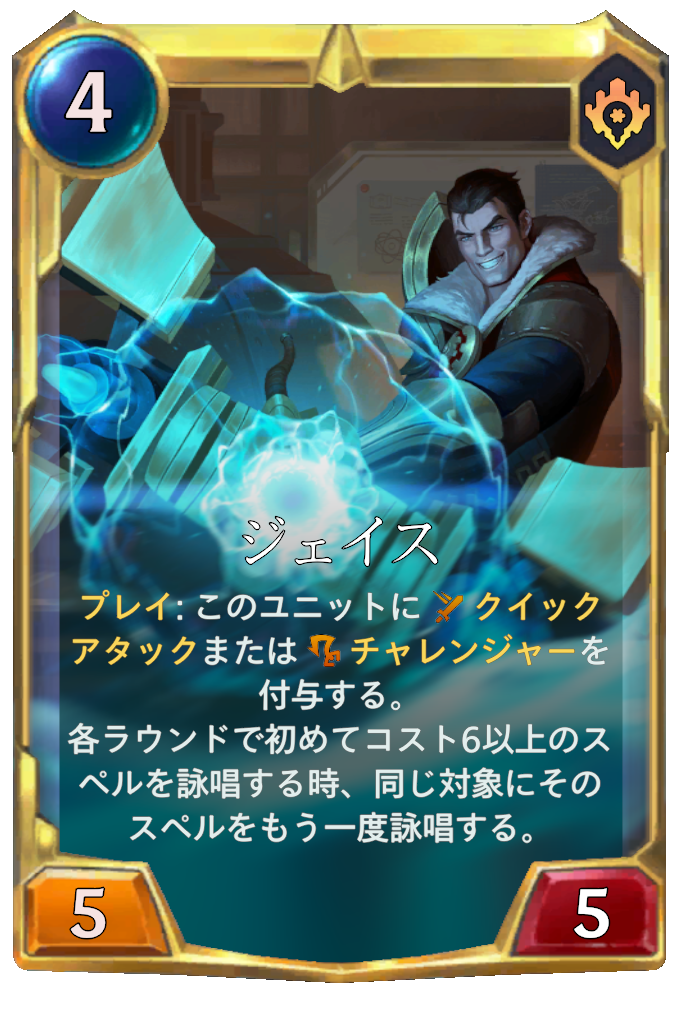 4
ジェイス
プレイ: このユニットに クイック
アタックまたは チャレンジャーを
付与する。
各ラウンドで初めてコスト6以上のス
ペルを詠唱する時、同じ対象にその
スペルをもう一度詠唱する。
5
5